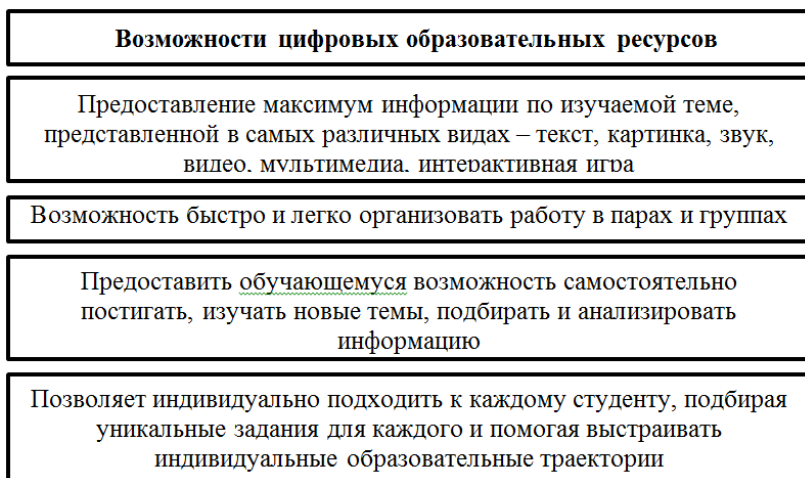 Возможности цифровых образовательных ресурсов
Предоставление максимум информации по изучаемой теме,
представленной в самых различных видах – текст, картинка, звук,
видео, мультимедиа, интерактивная игра
Возможность быстро и легко организовать работу в парах и группах
Предоставить обучающемуся возможность самостоятельно
постигать, изучать новые темы, подбирать и анализировать
информацию
Позволяет индивидуально подходить к каждому студенту, подбирая
уникальные задания для каждого и помогая выстраивать
индивидуальные образовательные траектории